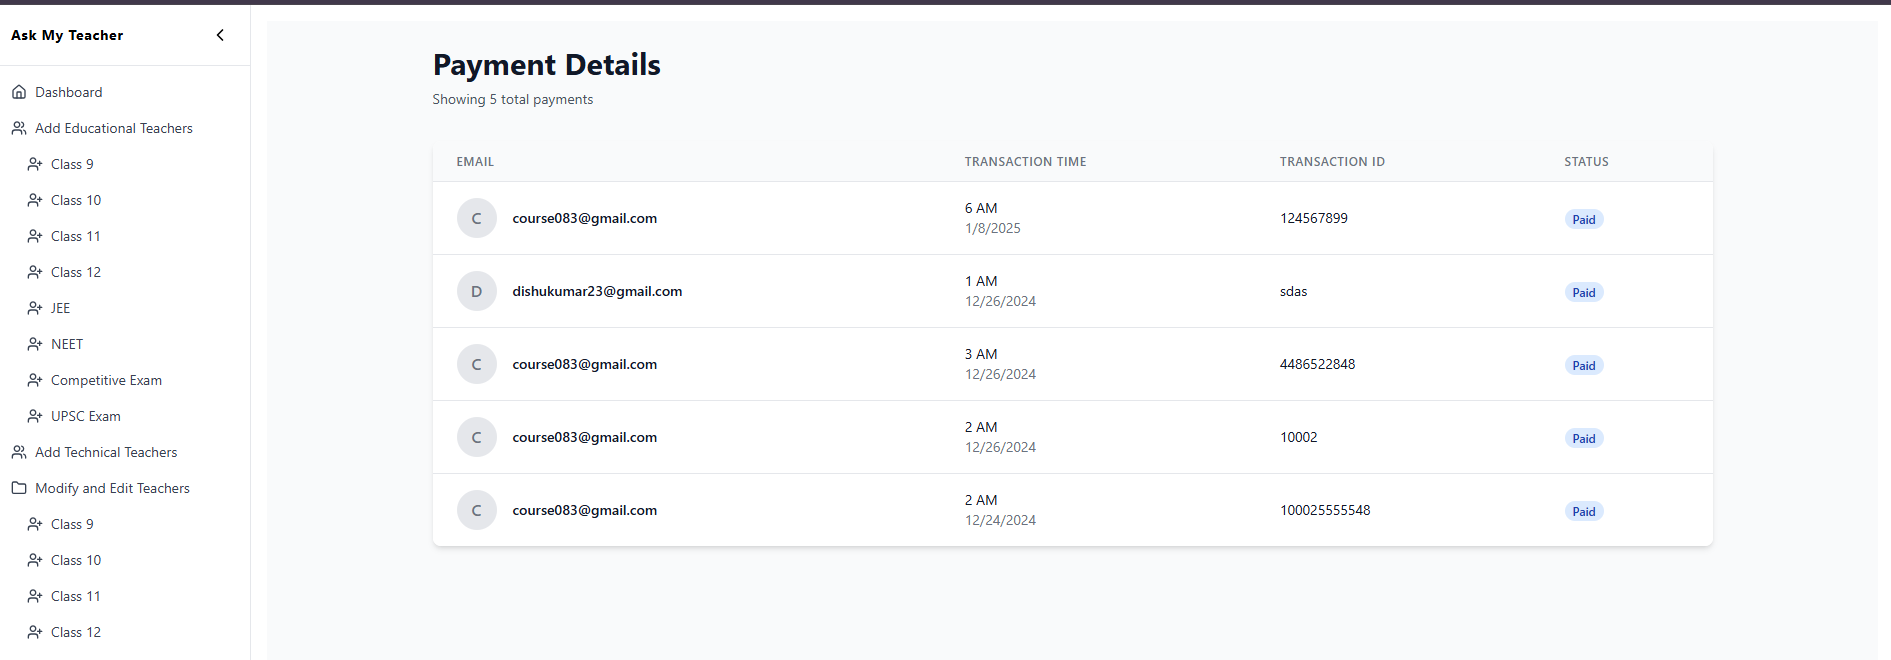 Ask My Teacher
Dashboard
Add Educational Teachers
Class 9
Class 10
Class 11
Class 12
JEE
NEET
Competitive Exam
UPSC Exam
Add Technical Teachers
Modify and Edit Teachers
Class 9
Class 10
Class 11
Class 12
Payment Details
Showing 5 total payments
EMAIL TRANSACTION TIME TRANSACTION ID STATUS
C course083@gmail.com 6 AM 124567899 Paid
1/8/2025
D dishukumar23@gmail.com 1 AM sdas Paid
12/26/2024
C course083@gmail.com 3 AM 4486522848 Paid
12/26/2024
C course083@gmail.com 2 AM 10002 Paid
12/26/2024
C course083@gmail.com 2 AM 100025555548 Paid
12/24/2024